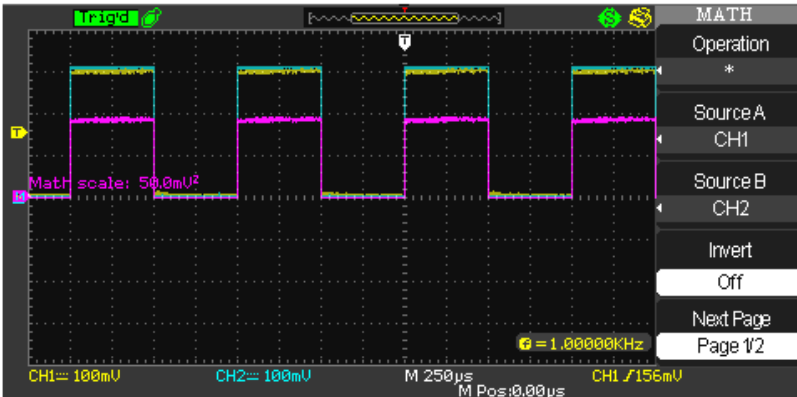 Trig'd
S
MATH
T
Operation
*
Source A
CH1
T
Source B
CH2
Math scale: 50.0mV²
M
Invert
Off
Next Page
f = 1.00000KHz
Page 1/2
CH1 100mV CH2 100mV M 250µs CH1 /156mV
M Pos:0.00µs